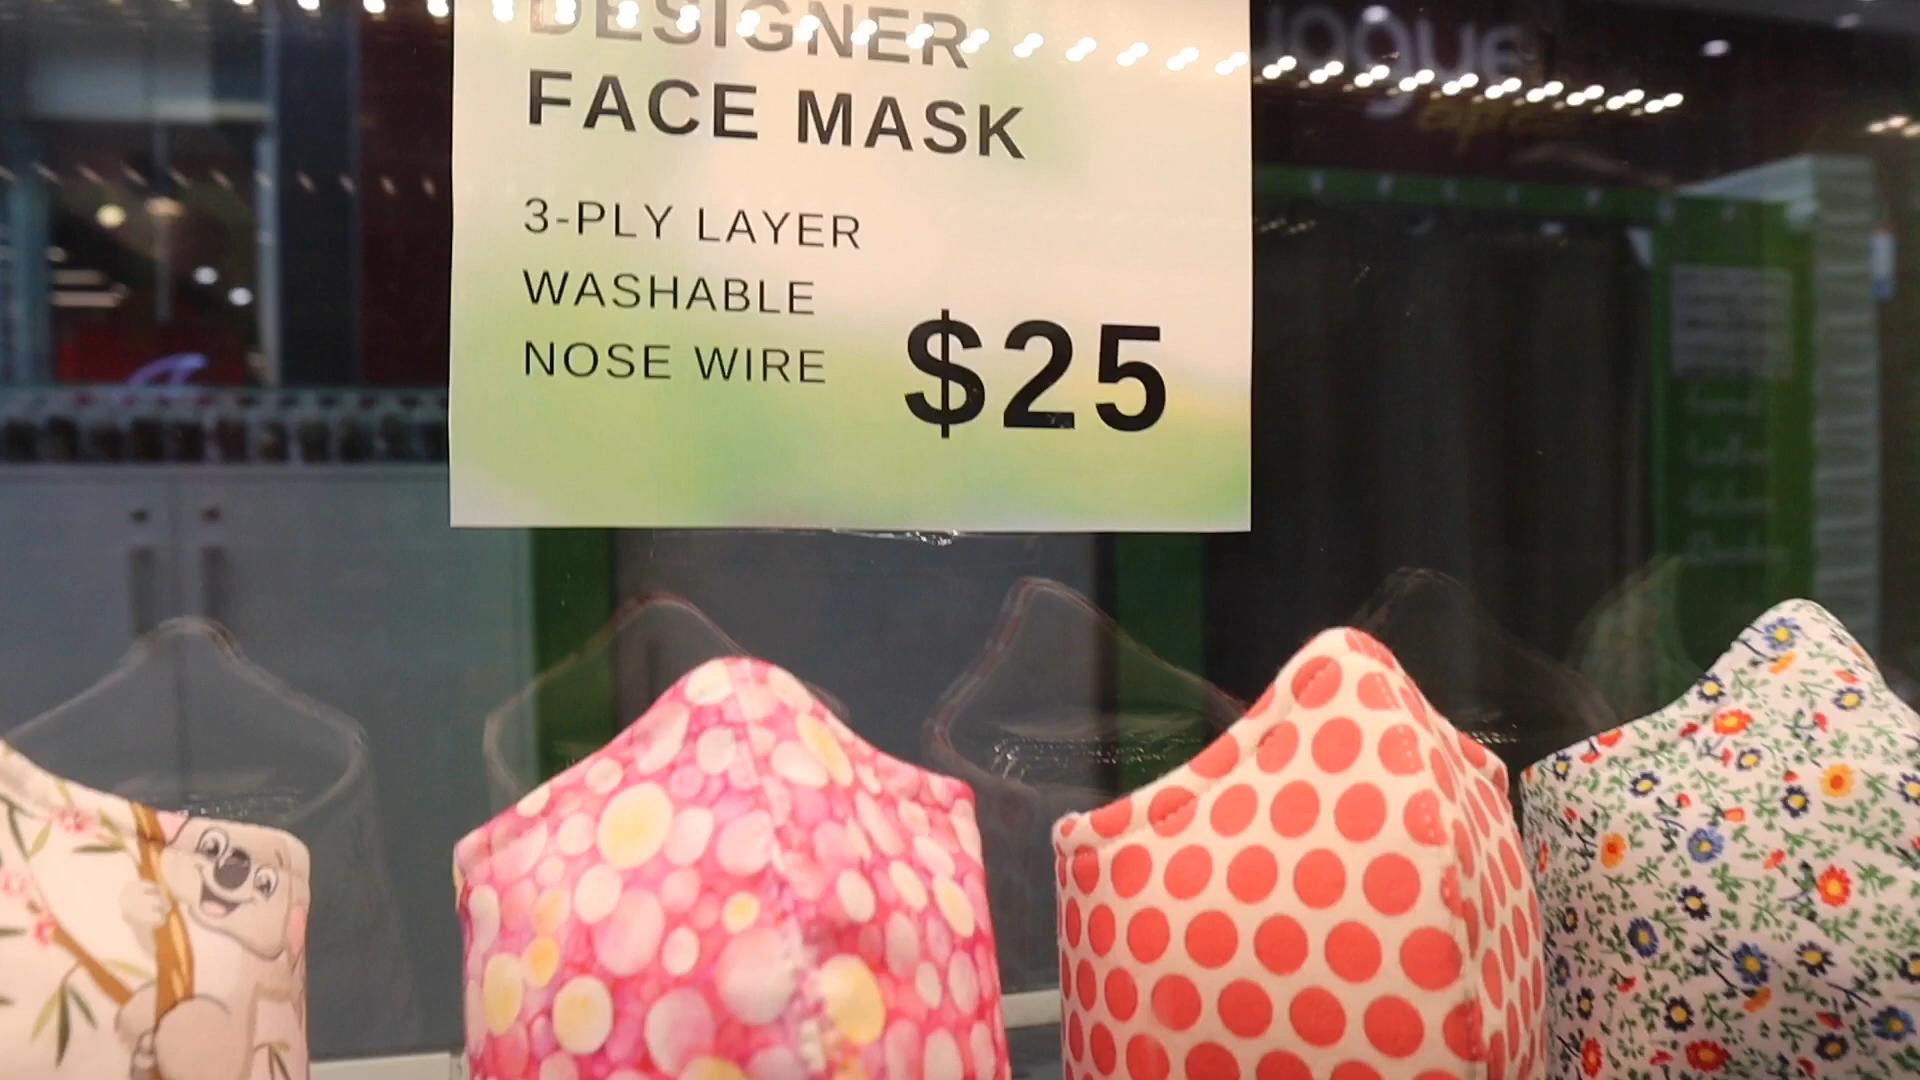 DESIGNER
FACE MASK
3-PLY LAYER
WASHABLE
NOSE WIRE
$25